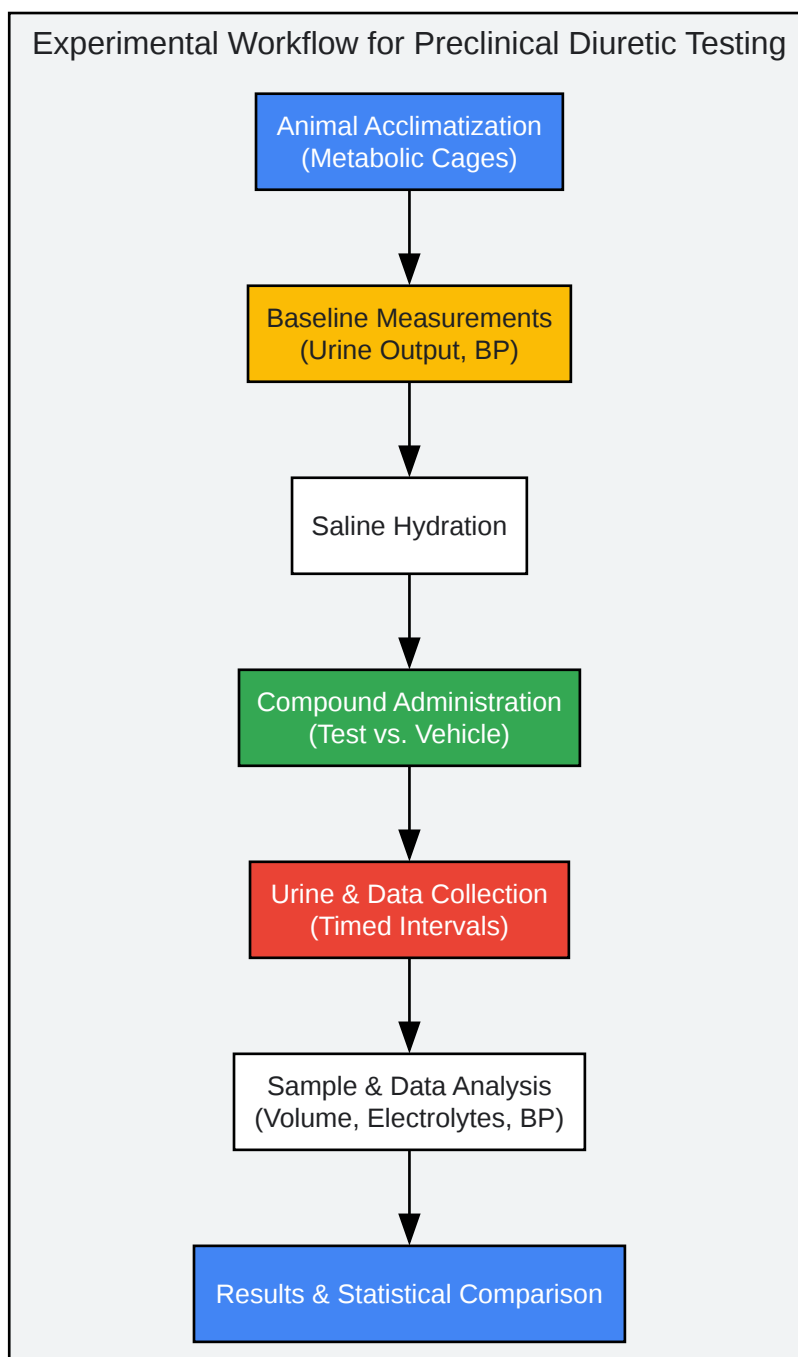 Experimental Workflow for Preclinical Diuretic Testing
Animal Acclimatization
(Metabolic Cages)
Baseline Measurements
(Urine Output, BP)
Saline Hydration
Compound Administration
(Test vs. Vehicle)
Urine & Data Collection
(Timed Intervals)
Sample & Data Analysis
(Volume, Electrolytes, BP)
Results & Statistical Comparison